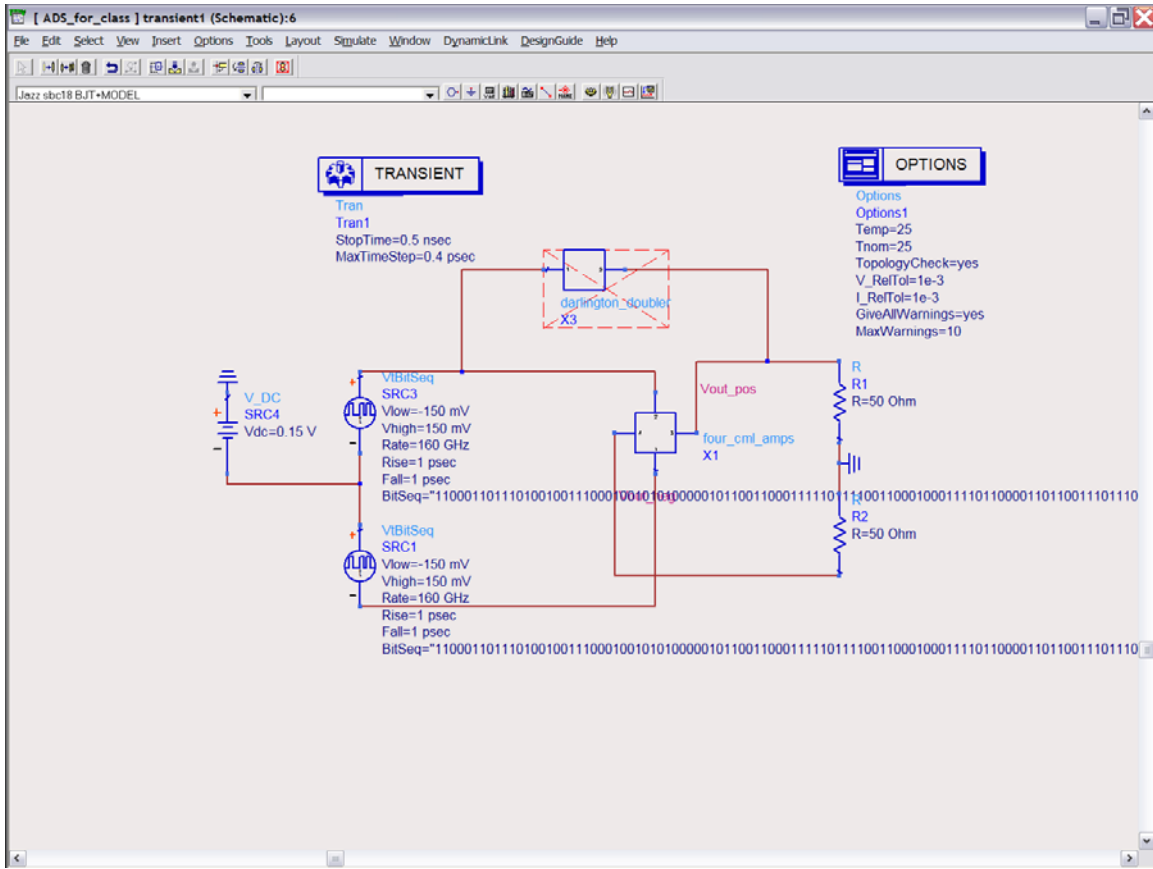 [ ADS_for_class ] transient1 (Schematic):6
File Edit Select View Insert Options Tools Layout Simulate Window DynamicLink DesignGuide Help
Jazz sbc18 BJT+MODEL
TRANSIENT
Tran
Tran1
StopTime=0.5 nsec
MaxTimeStep=0.4 psec
OPTIONS
Options
Options1
Temp=25
Tnom=25
TopologyCheck=yes
V_RelTol=1e-3
I_RelTol=1e-3
GiveAllWarnings=yes
MaxWarnings=10
darlington_doubler
X3
V_DC
SRC4
Vdc=0.15 V
VtBitSeq
SRC3
Vlow=-150 mV
Vhigh=150 mV
Rate=160 GHz
Rise=1 psec
Fall=1 psec
Vout_pos
four_cml_amps
X1
R
R1
R=50 Ohm
R
R2
R=50 Ohm
VtBitSeq
SRC1
Vlow=-150 mV
Vhigh=150 mV
Rate=160 GHz
Rise=1 psec
Fall=1 psec
BitSeq="1100011011101001001110001001010100000101100110001111101111001100010001111011000011011001110 1110